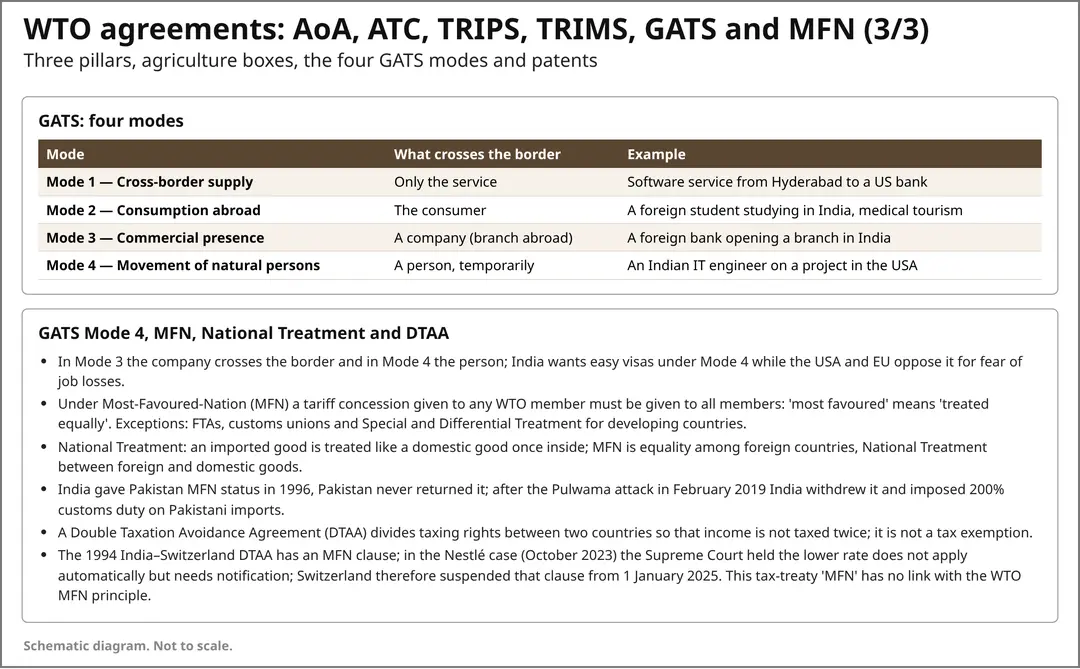 WTO agreements: AoA, ATC, TRIPS, TRIMS, GATS and MFN (3/3)
Three pillars, agriculture boxes, the four GATS modes and patents
GATS: four modes
Mode What crosses the border Example
Mode 1 — Cross-border supply Only the service Software service from Hyderabad to a US bank
Mode 2 — Consumption abroad The consumer A foreign student studying in India, medical tourism
Mode 3 — Commercial presence A company (branch abroad) A foreign bank opening a branch in India
Mode 4 — Movement of natural persons A person, temporarily An Indian IT engineer on a project in the USA
GATS Mode 4, MFN, National Treatment and DTAA
• In Mode 3 the company crosses the border and in Mode 4 the person; India wants easy visas under Mode 4 while the USA and EU oppose it for fear of
job losses.
• Under Most-Favoured-Nation (MFN) a tariff concession given to any WTO member must be given to all members: 'most favoured' means 'treated
equally'. Exceptions: FTAs, customs unions and Special and Differential Treatment for developing countries.
• National Treatment: an imported good is treated like a domestic good once inside; MFN is equality among foreign countries, National Treatment
between foreign and domestic goods.
• India gave Pakistan MFN status in 1996, Pakistan never returned it; after the Pulwama attack in February 2019 India withdrew it and imposed 200%
customs duty on Pakistani imports.
• A Double Taxation Avoidance Agreement (DTAA) divides taxing rights between two countries so that income is not taxed twice; it is not a tax exemption.
• The 1994 India–Switzerland DTAA has an MFN clause; in the Nestlé case (October 2023) the Supreme Court held the lower rate does not apply
automatically but needs notification; Switzerland therefore suspended that clause from 1 January 2025. This tax-treaty 'MFN' has no link with the WTO
MFN principle.
Schematic diagram. Not to scale.